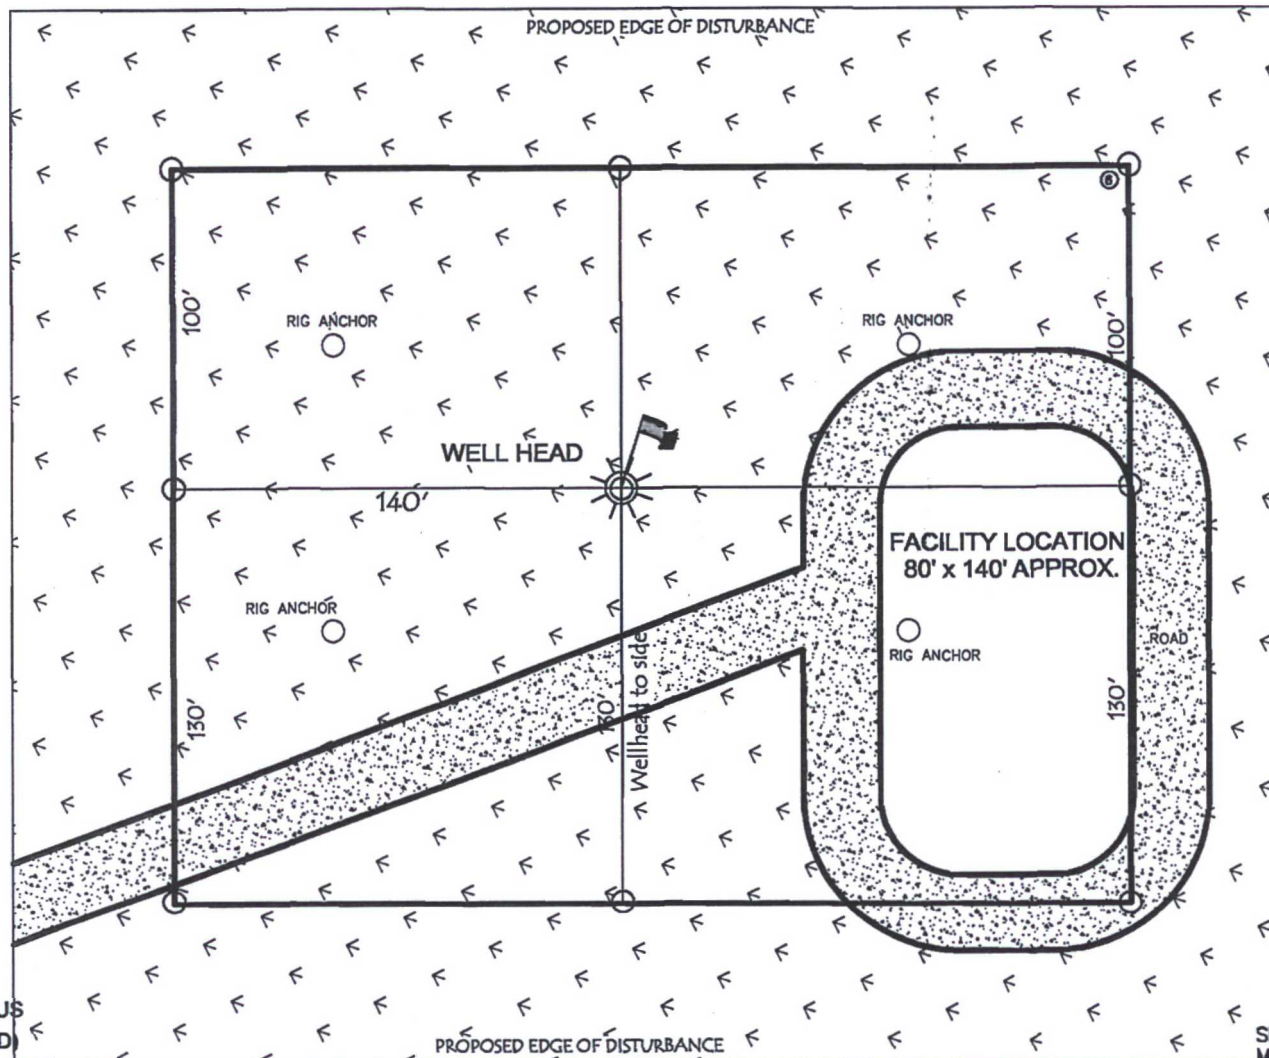 PROPOSED EDGE OF DISTURBANCE
6
100'
RIG ANCHOR
RIG ANCHOR
100'
WELL HEAD
140'
FACILITY LOCATION
80' x 140' APPROX.
RIG ANCHOR
RIG ANCHOR
ROAD
130'
Wellhead to side
130'
PROPOSED EDGE OF DISTURBANCE